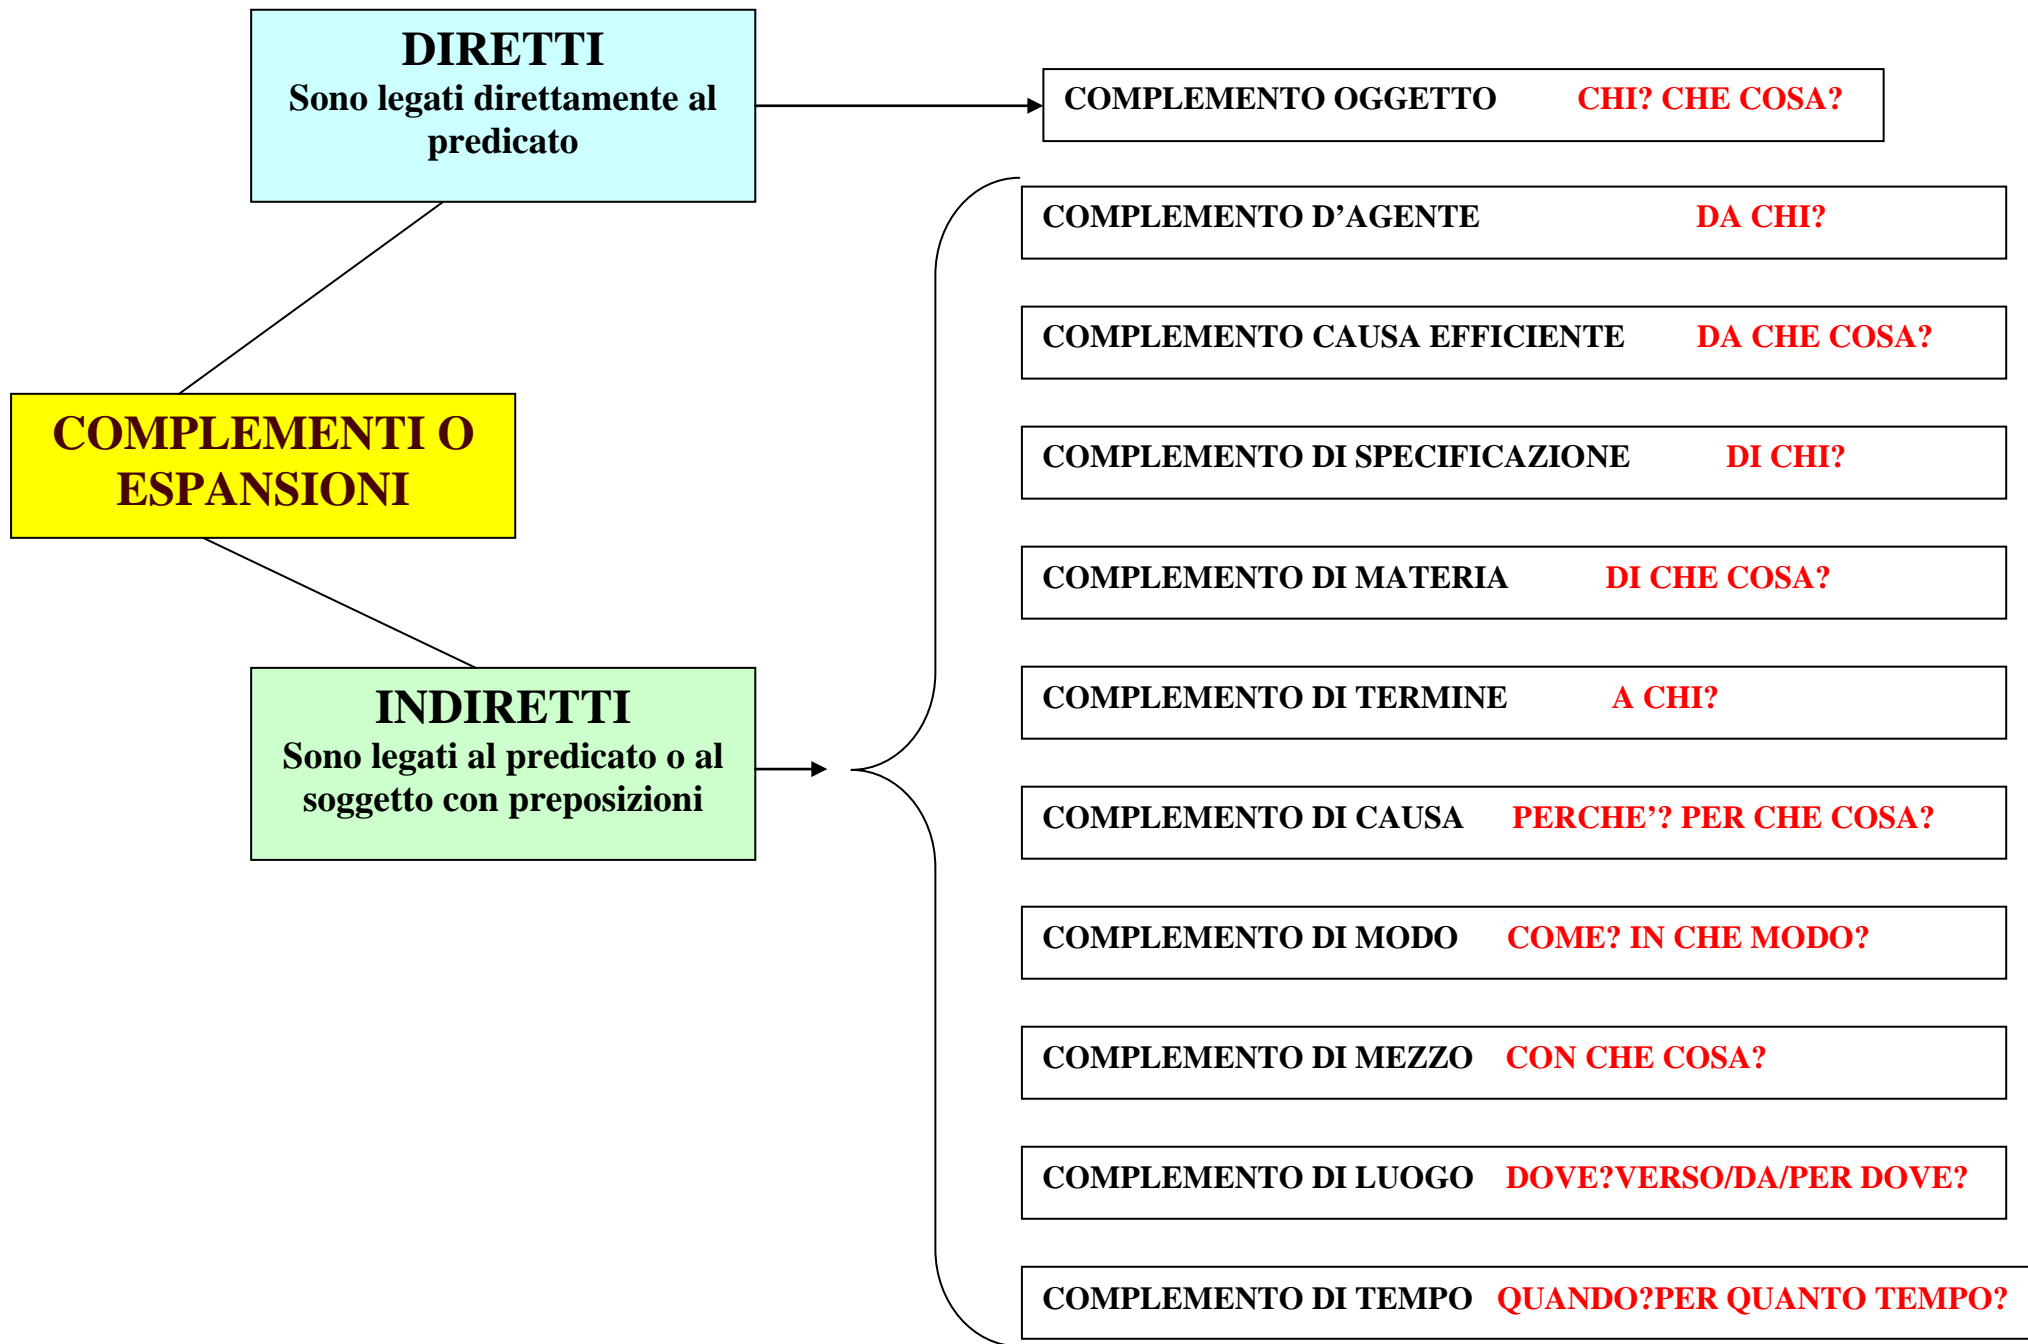 DIRETTI
Sono legati direttamente al
predicato
COMPLEMENTO OGGETTO CHI? CHE COSA?
COMPLEMENTO D’AGENTE DA CHI?
COMPLEMENTO CAUSA EFFICIENTE DA CHE COSA?
COMPLEMENTI O
ESPANSIONI
COMPLEMENTO DI SPECIFICAZIONE DI CHI?
COMPLEMENTO DI MATERIA DI CHE COSA?
INDIRETTI
Sono legati al predicato o al
soggetto con preposizioni
COMPLEMENTO DI TERMINE A CHI?
COMPLEMENTO DI CAUSA PERCHE’? PER CHE COSA?
COMPLEMENTO DI MODO COME? IN CHE MODO?
COMPLEMENTO DI MEZZO CON CHE COSA?
COMPLEMENTO DI LUOGO DOVE?VERSO/DA/PER DOVE?
COMPLEMENTO DI TEMPO QUANDO?PER QUANTO TEMPO?